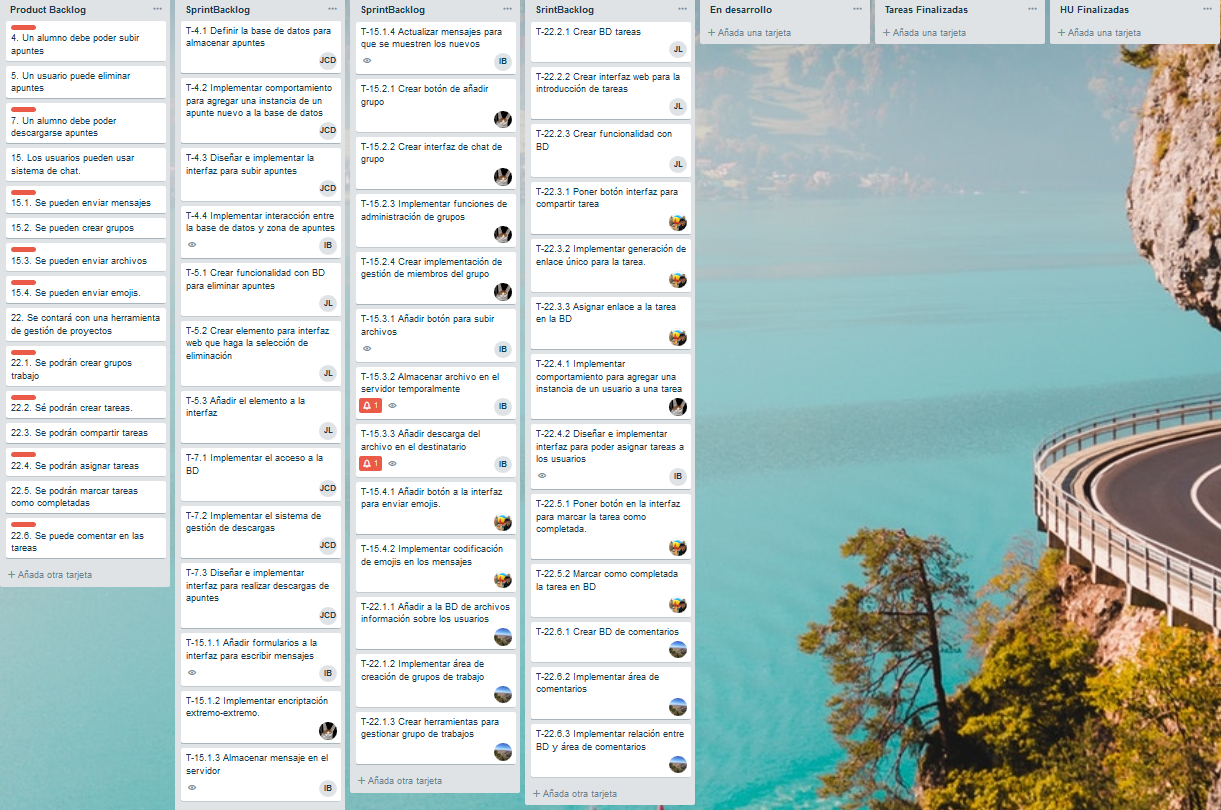 Product Backlog
4. Un alumno debe poder subir
apuntes
5. Un usuario puede eliminar
apuntes
7. Un alumno debe poder
descargarse apuntes
15. Los usuarios pueden usar
sistema de chat.
15.1. Se pueden enviar mensajes
15.2. Se pueden crear grupos
15.3. Se pueden enviar archivos
15.4. Se pueden enviar emojis.
22. Se contará con una herramienta
de gestión de proyectos
22.1. Se podrán crear grupos
trabajo
22.2. Sé podrán crear tareas.
22.3. Se podrán compartir tareas
22.4. Se podrán asignar tareas
22.5. Se podrán marcar tareas
como completadas
22.6. Se puede comentar en las
tareas
+ Añada otra tarjeta
SprintBacklog
T-4.1 Definir la base de datos para
almacenar apuntes
JCD
T-4.2 Implementar comportamiento
para agregar una instancia de un
apunte nuevo a la base de datos
JCD
T-4.3 Diseñar e implementar la
interfaz para subir apuntes
JCD
T-4.4 Implementar interacción entre
la base de datos y zona de apuntes
IB
T-5.1 Crear funcionalidad con BD
para eliminar apuntes
JL
T-5.2 Crear elemento para interfaz
web que haga la selección de
eliminación
JL
T-5.3 Añadir el elemento a la
interfaz
JL
T-7.1 Implementar el acceso a la
BD
JCD
T-7.2 Implementar el sistema de
gestión de descargas
JCD
T-7.3 Diseñar e implementar
interfaz para realizar descargas de
apuntes
JCD
T-15.1.1 Añadir formularios a la
interfaz para escribir mensajes
IB
T-15.1.2 Implementar encriptación
extremo-extremo.
T-15.1.3 Almacenar mensaje en el
servidor
IB
SprintBacklog
T-15.1.4 Actualizar mensajes para
que se muestren los nuevos
IB
T-15.2.1 Crear botón de añadir
grupo
T-15.2.2 Crear interfaz de chat de
grupo
T-15.2.3 Implementar funciones de
administración de grupos
T-15.2.4 Crear implementación de
gestión de miembros del grupo
T-15.3.1 Añadir botón para subir
archivos
IB
T-15.3.2 Almacenar archivo en el
servidor temporalmente
1 IB
T-15.3.3 Añadir descarga del
archivo en el destinatario
1 IB
T-15.4.1 Añadir botón a la interfaz
para enviar emojis.
T-15.4.2 Implementar codificación
de emojis en los mensajes
T-22.1.1 Añadir a la BD de archivos
información sobre los usuarios
T-22.1.2 Implementar área de
creación de grupos de trabajo
T-22.1.3 Crear herramientas para
gestionar grupo de trabajos
+ Añada otra tarjeta
SrintBacklog
T-22.2.1 Crear BD tareas
JL
T-22.2.2 Crear interfaz web para la
introducción de tareas
JL
T-22.2.3 Crear funcionalidad con
BD
JL
T-22.3.1 Poner botón interfaz para
compartir tarea
T-22.3.2 Implementar generación de
enlace único para la tarea.
T-22.3.3 Asignar enlace a la tarea
en la BD
T-22.4.1 Implementar
comportamiento para agregar una
instancia de un usuario a una tarea
T-22.4.2 Diseñar e implementar
interfaz para poder asignar tareas a
los usuarios
IB
T-22.5.1 Poner botón en la interfaz
para marcar la tarea como
completada.
T-22.5.2 Marcar como completada
la tarea en BD
T-22.6.1 Crear BD de comentarios
T-22.6.2 Implementar área de
comentarios
T-22.6.3 Implementar relación entre
BD y área de comentarios
+ Añada otra tarjeta
En desarrollo
+ Añada una tarjeta
Tareas Finalizadas
+ Añada una tarjeta
HU Finalizadas
+ Añada una tarjeta